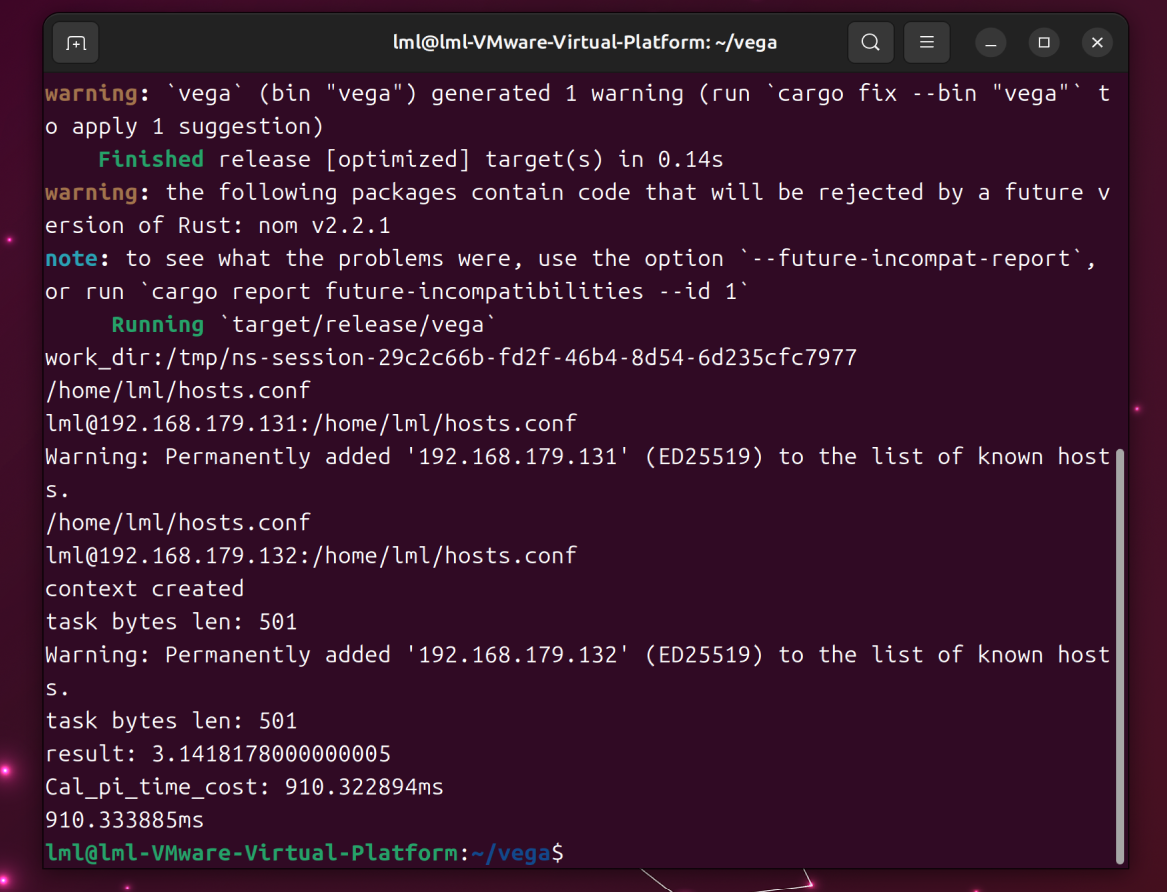 lml@lml-VMware-Virtual-Platform: ~/vega
warning: `vega` (bin "vega") generated 1 warning (run `cargo fix --bin "vega"` t
o apply 1 suggestion)
    Finished release [optimized] target(s) in 0.14s
warning: the following packages contain code that will be rejected by a future v
ersion of Rust: nom v2.2.1
note: to see what the problems were, use the option `--future-incompat-report`,
or run `cargo report future-incompatibilities --id 1`
     Running `target/release/vega`
work_dir:/tmp/ns-session-29c2c66b-fd2f-46b4-8d54-6d235cfc7977
/home/lml/hosts.conf
lml@192.168.179.131:/home/lml/hosts.conf
Warning: Permanently added '192.168.179.131' (ED25519) to the list of known host
s.
/home/lml/hosts.conf
lml@192.168.179.132:/home/lml/hosts.conf
context created
task bytes len: 501
Warning: Permanently added '192.168.179.132' (ED25519) to the list of known host
s.
task bytes len: 501
result: 3.1418178000000005
Cal_pi_time_cost: 910.322894ms
910.333885ms
lml@lml-VMware-Virtual-Platform:~/vega$